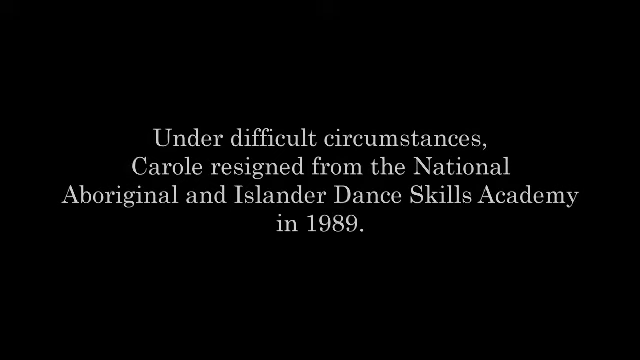 Under difficult circumstances,
Carole resigned from the National
Aboriginal and Islander Dance Skills Academy
in 1989.